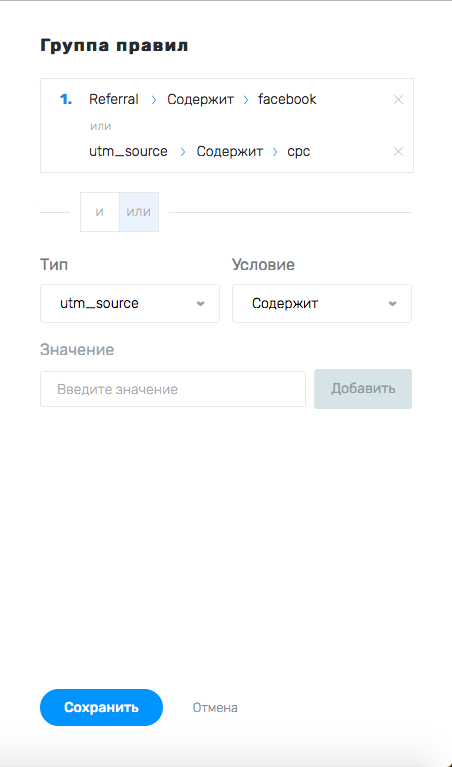 Группа правил
1. Referral > Содержит > facebook
или
utm_source > Содержит > cpc
и или
Тип Условие
utm_source Содержит
Значение
Введите значение Добавить
Сохранить Отмена